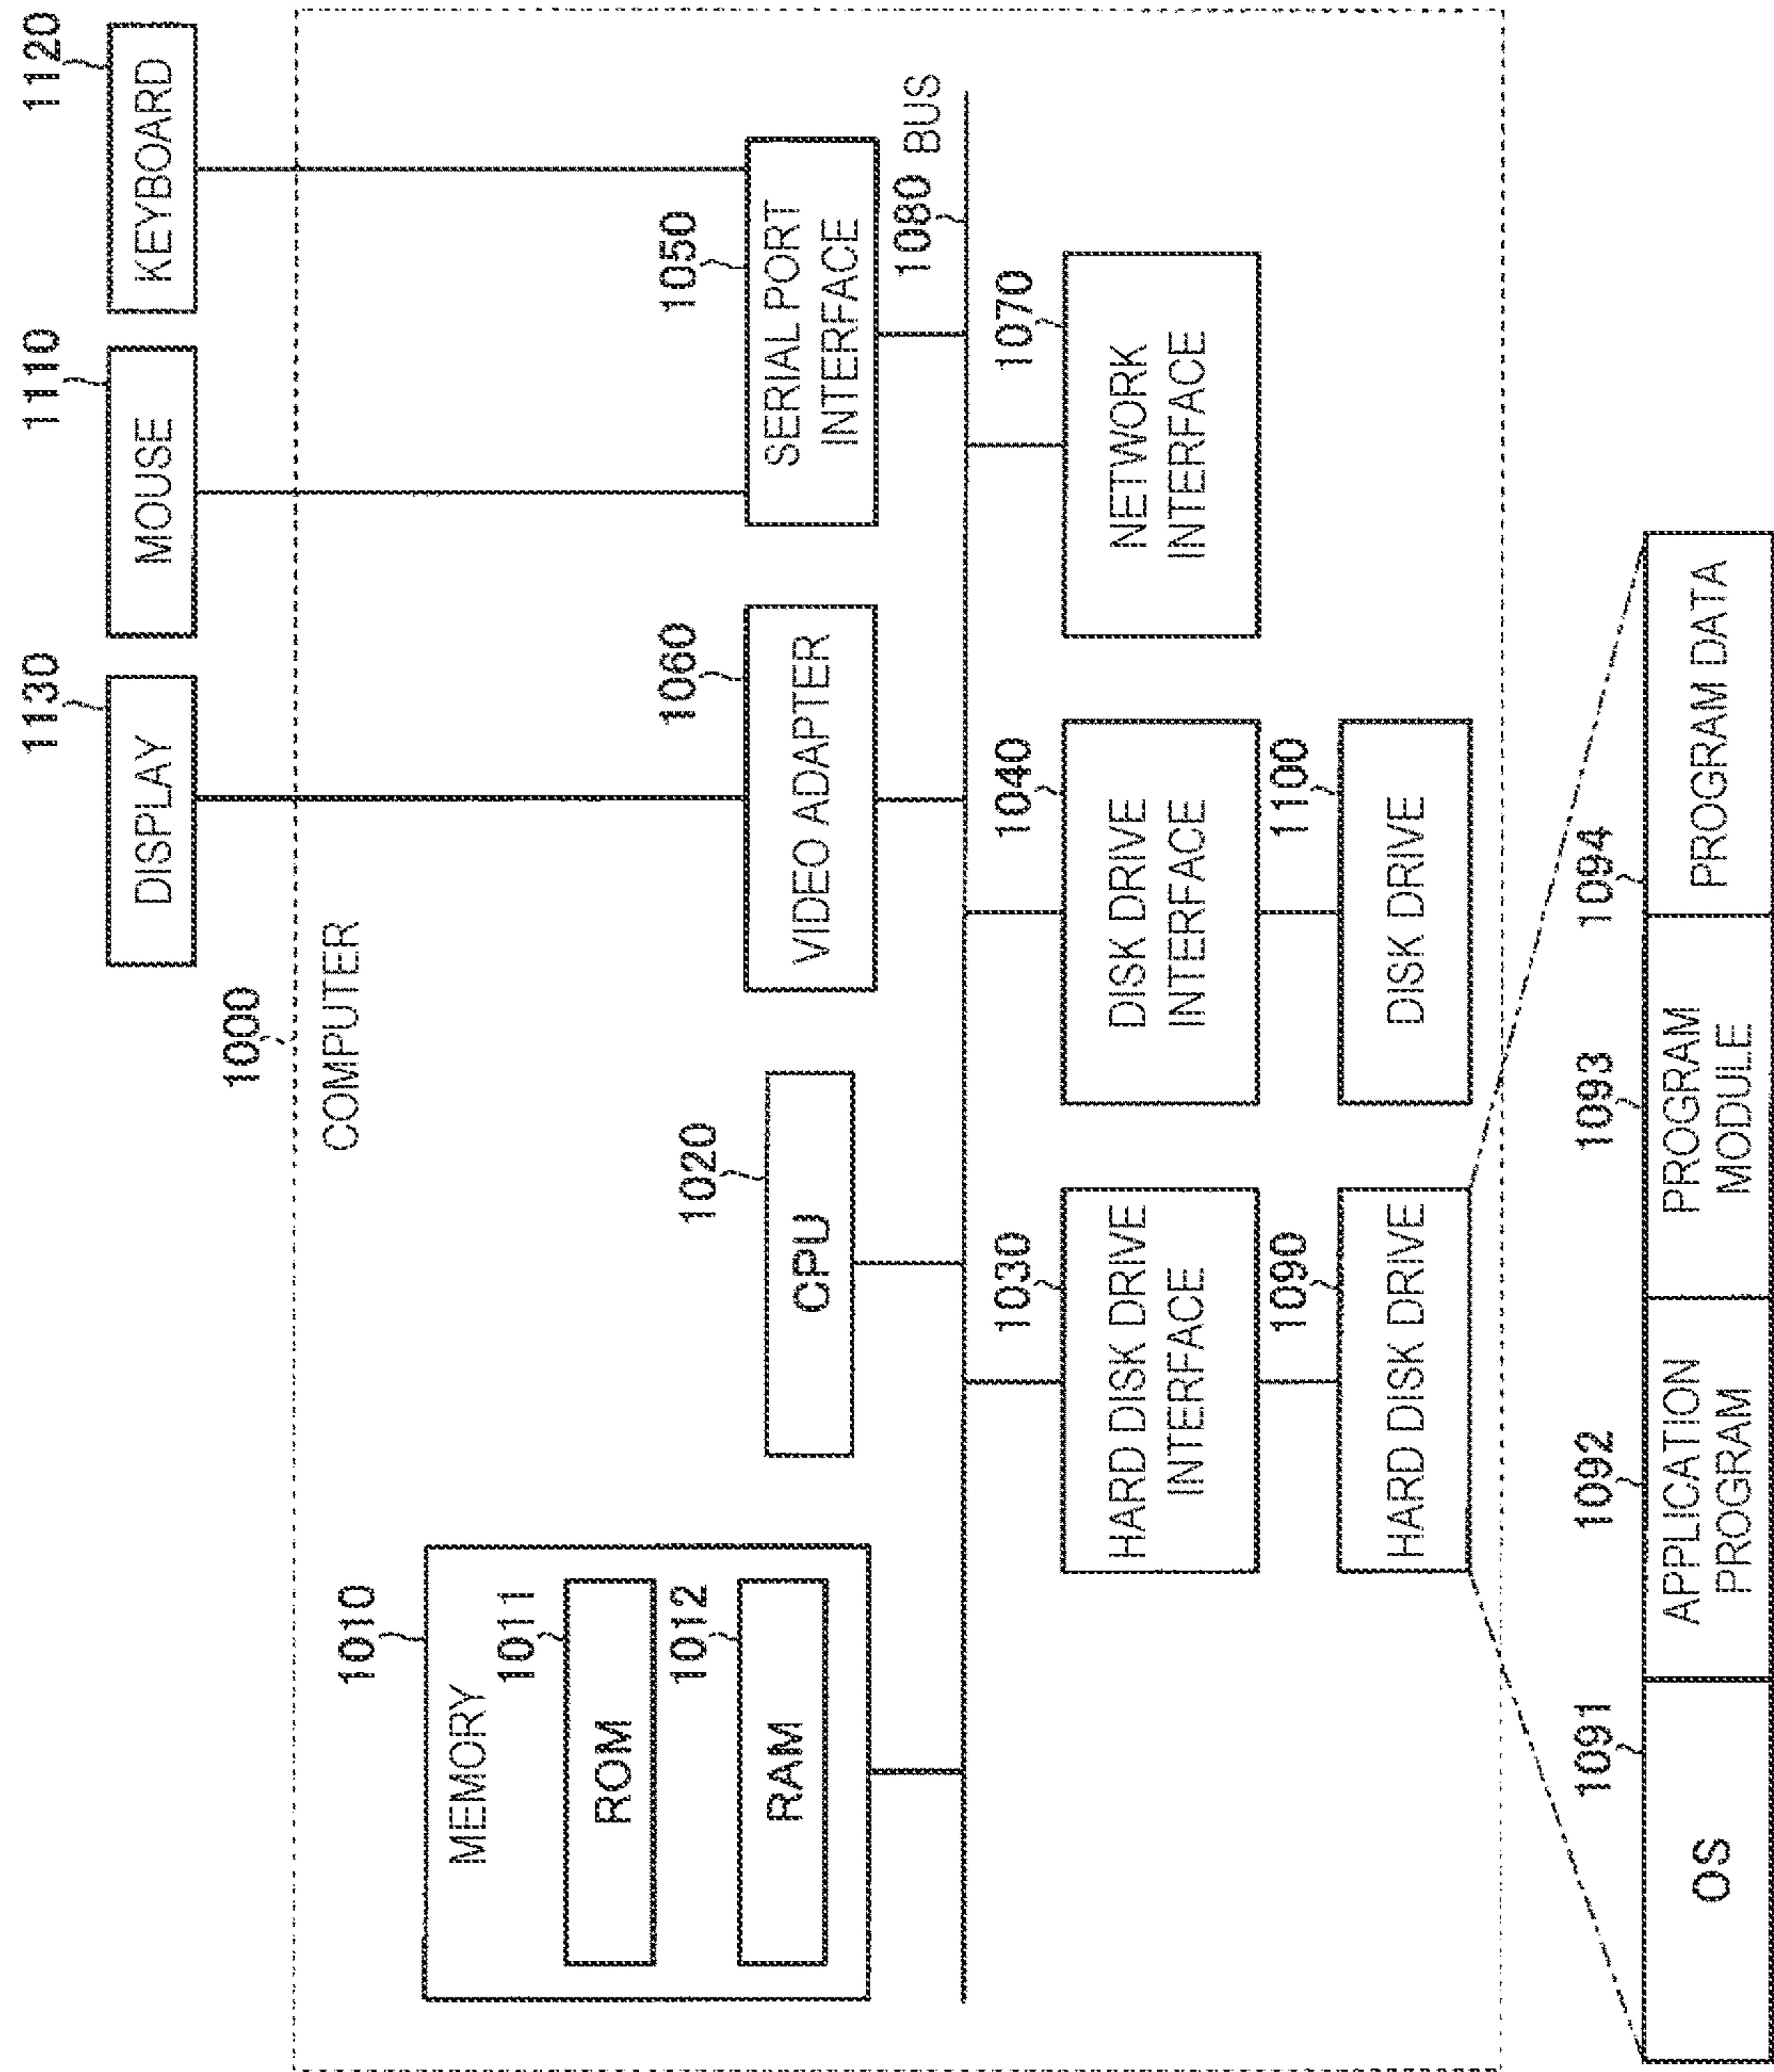 1130
DISPLAY
1110
MOUSE
1120
KEYBOARD
1000
COMPUTER
1010
MEMORY
1011
ROM
1012
RAM
1020
CPU
1060
VIDEO ADAPTER
1050
SERIAL PORT
INTERFACE
1080 BUS
1030
HARD DISK DRIVE
INTERFACE
1040
DISK DRIVE
INTERFACE
1070
NETWORK
INTERFACE
1090
HARD DISK DRIVE
1100
DISK DRIVE
1091
OS
1092
APPLICATION
PROGRAM
1093
PROGRAM
MODULE
1094
PROGRAM DATA